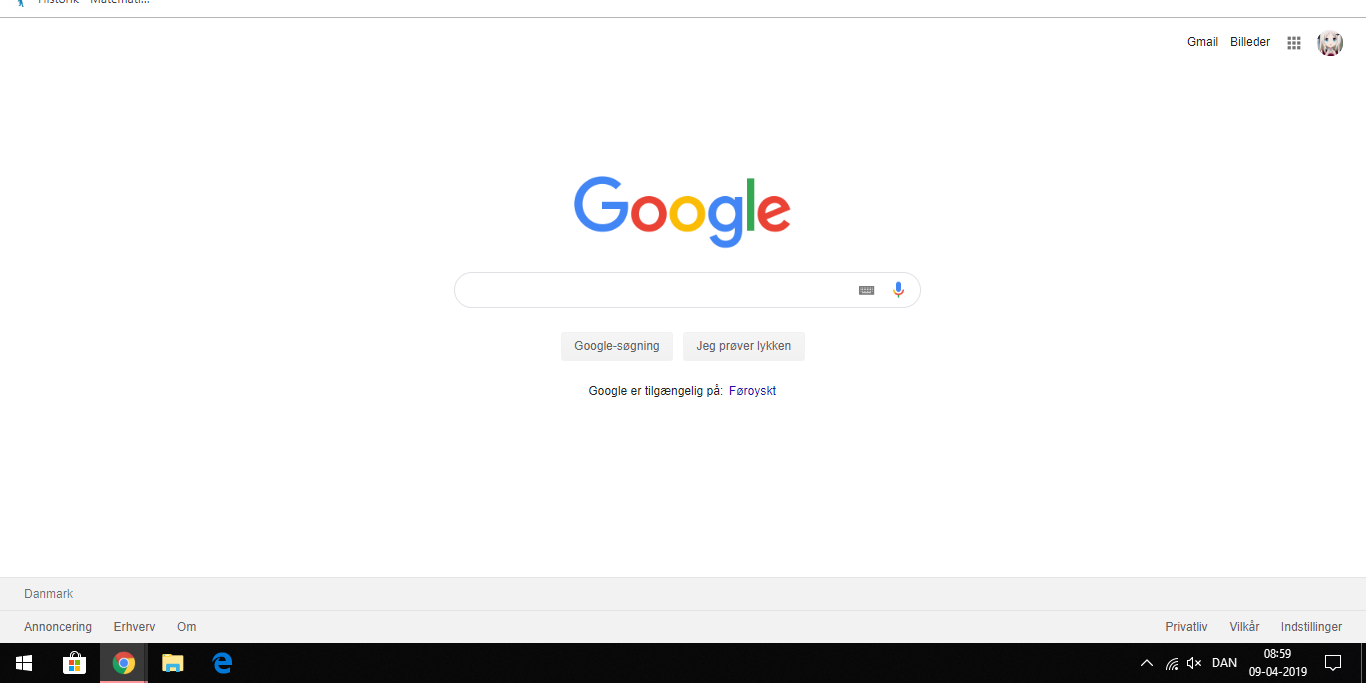 Historik - Matemati...
Gmail Billeder
Google
Google-søgning Jeg prøver lykken
Google er tilgængelig på: Føroyskt
Danmark
Annoncering Erhverv Om Privatliv Vilkår Indstillinger
DAN 08:59
09-04-2019